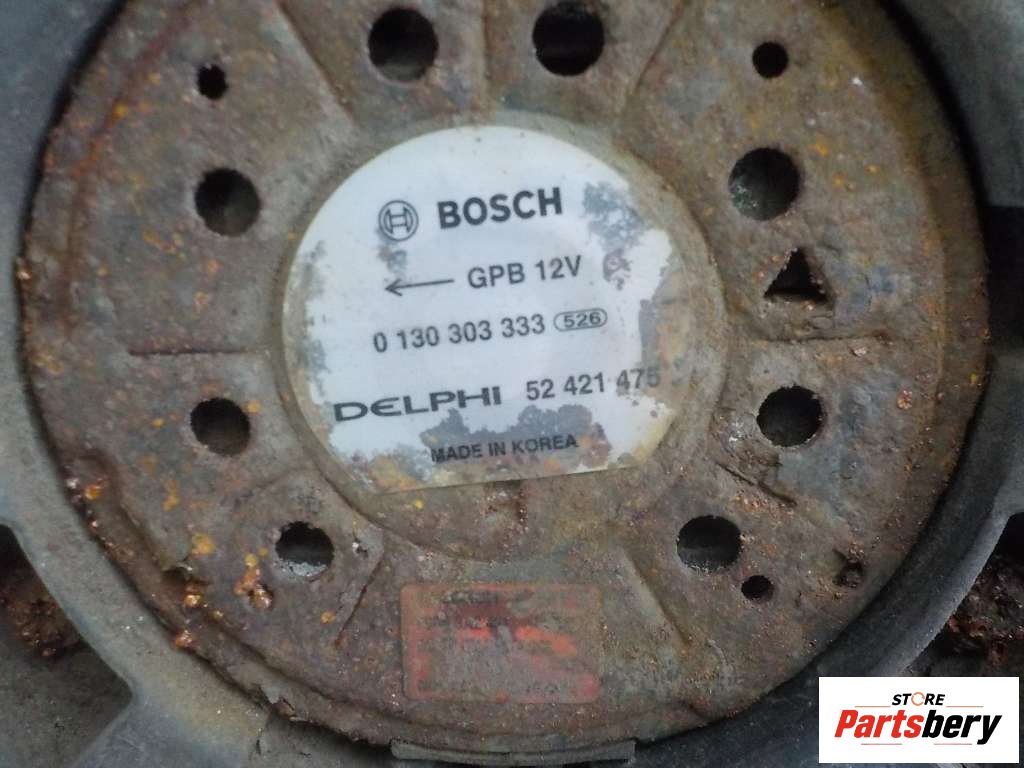 BOSCH
GPB 12V
0 130 303 333 526
DELPHI 52 421 475
MADE IN KOREA
STORE
Partsbery